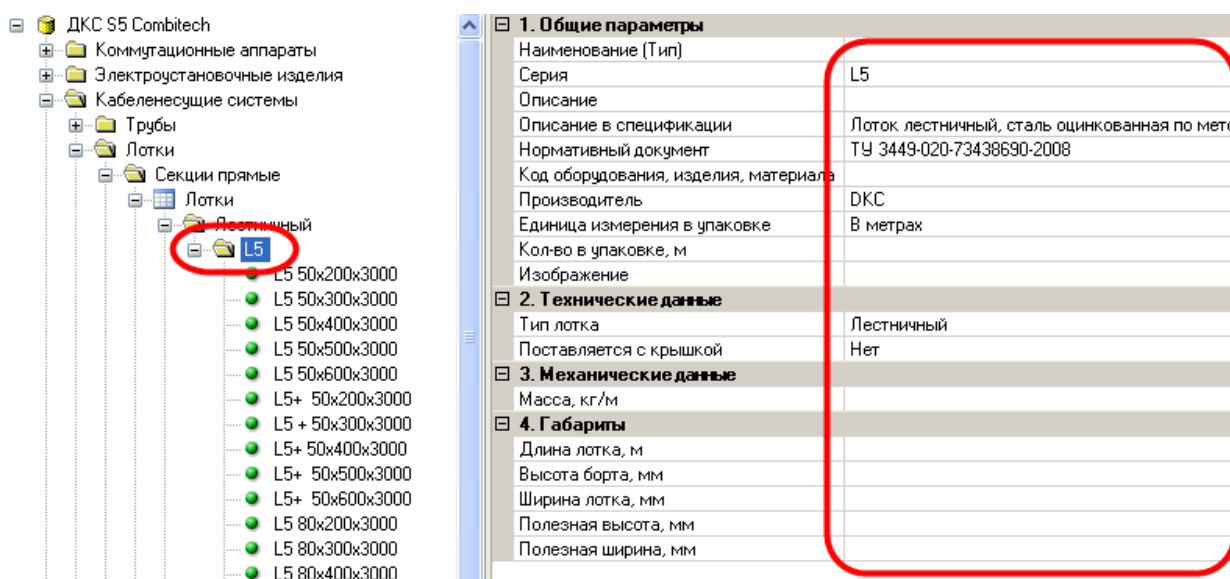 ДКС S5 Combitech
Коммутационные аппараты
Электроустановочные изделия
Кабеленесущие системы
Трубы
Лотки
Секции прямые
Лотки
Лестничный
L5
L5 50x200x3000
L5 50x300x3000
L5 50x400x3000
L5 50x500x3000
L5 50x600x3000
L5+ 50x200x3000
L5 + 50x300x3000
L5+ 50x400x3000
L5+ 50x500x3000
L5+ 50x600x3000
L5 80x200x3000
L5 80x300x3000
L5 80x400x3000
1. Общие параметры
Наименование (Тип)
Серия L5
Описание
Описание в спецификации Лоток лестничный, сталь оцинкованная по мето
Нормативный документ ТУ 3449-020-73438690-2008
Код оборудования, изделия, материала
Производитель DKC
Единица измерения в упаковке В метрах
Кол-во в упаковке, м
Изображение
2. Технические данные
Тип лотка Лестничный
Поставляется с крышкой Нет
3. Механические данные
Масса, кг/м
4. Габариты
Длина лотка, м
Высота борта, мм
Ширина лотка, мм
Полезная высота, мм
Полезная ширина, мм